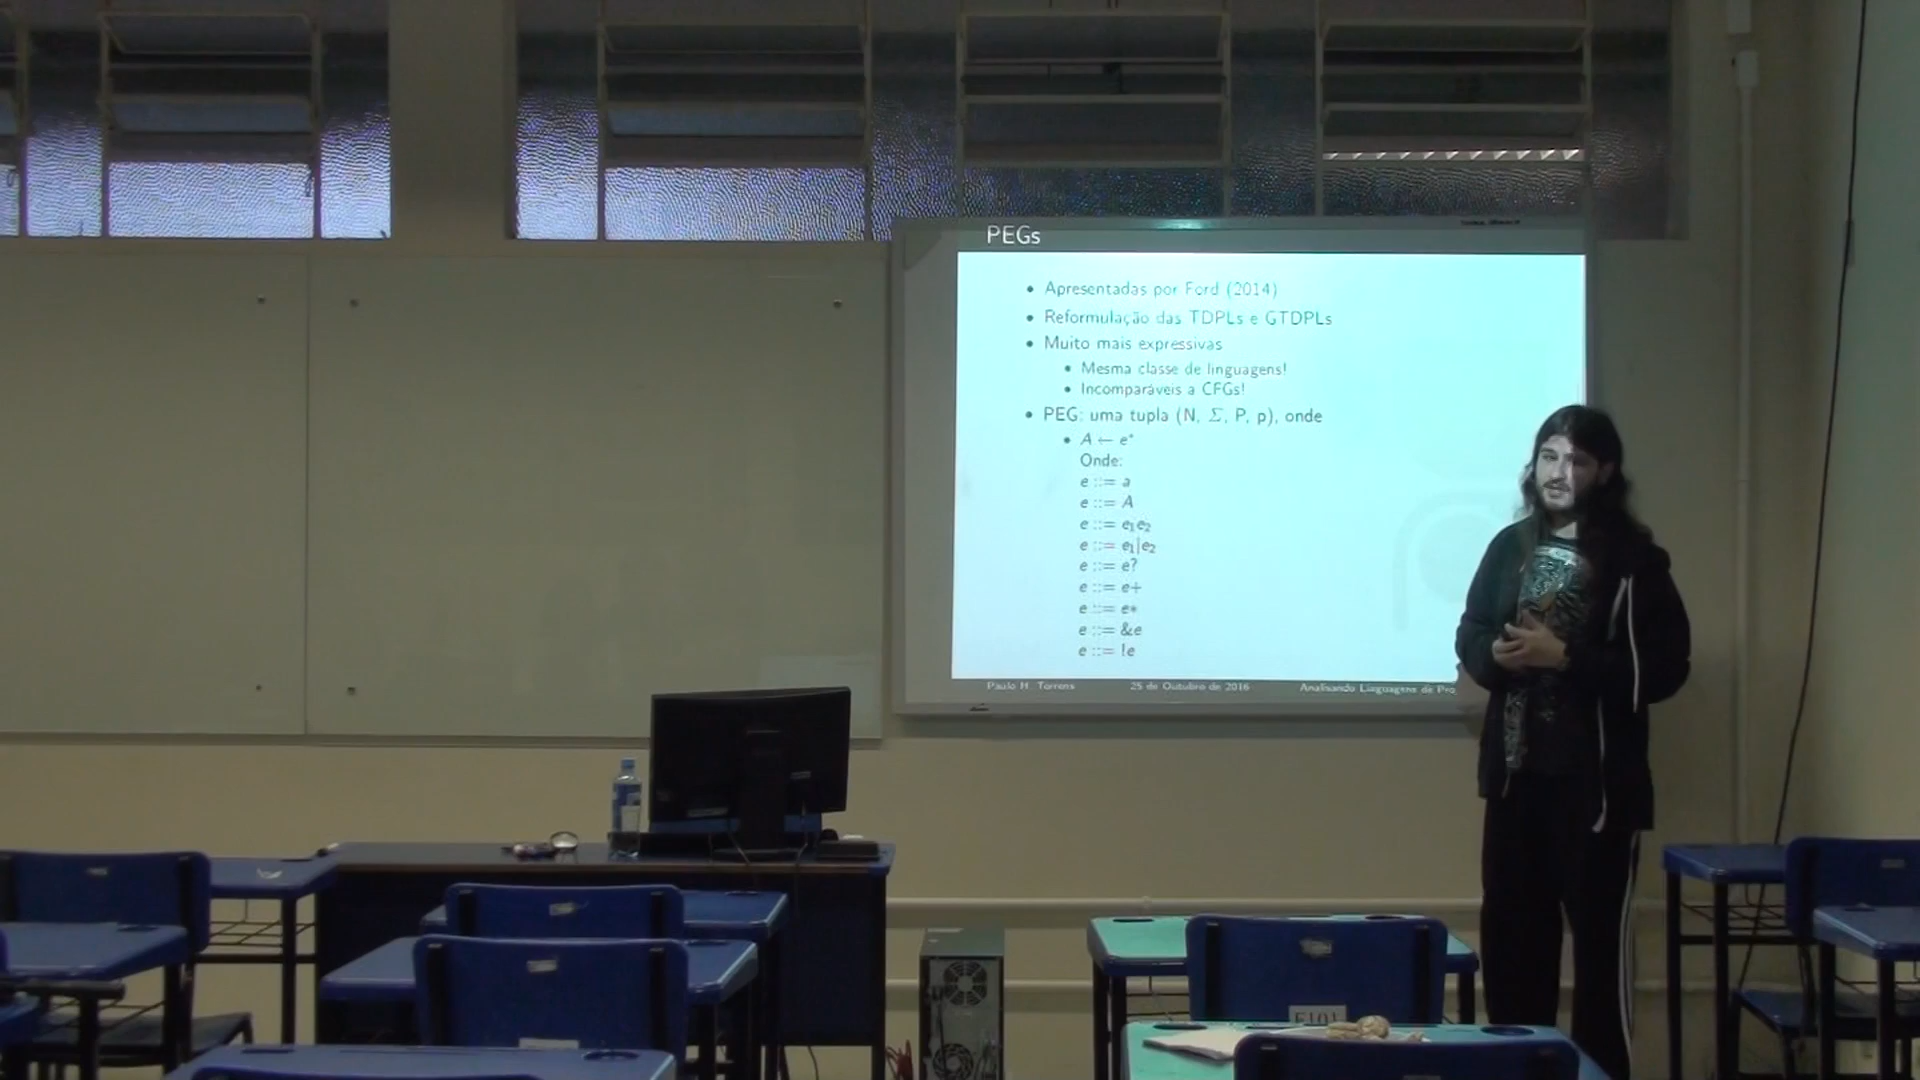 PEGs
Apresentadas por Ford (2014)
Reformulação das TDPLs e GTDPLs
Muito mais expressivas
Mesma classe de linguagens!
Incomparáveis a CFGs!
PEG: uma tupla (N, Σ, P, p), onde
A ← e*
Onde:
e ::= a
e ::= A
e ::= e₁e₂
e ::= e₁|e₂
e ::= e?
e ::= e+
e ::= e*
e ::= &e
e ::= !e
Paulo H. Torrens 25 de Outubro de 2016 Analisando Linguagens de Pro